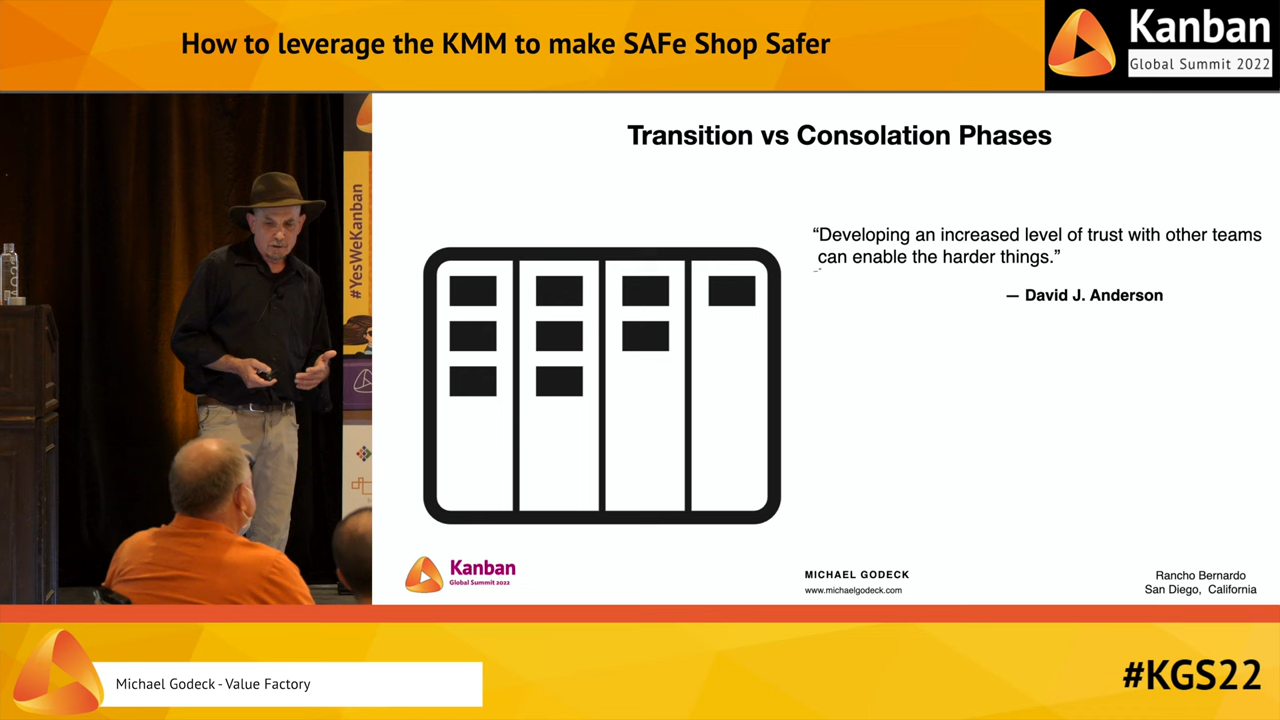 How to leverage the KMM to make SAFe Shop Safer
Kanban
Global Summit 2022
#YesWeKanban
Transition vs Consolation Phases
“Developing an increased level of trust with other teams
can enable the harder things.”
— David J. Anderson
Kanban
Global Summit 2022
MICHAEL GODECK
www.michaelgodeck.com
Rancho Bernardo
San Diego, California
Michael Godeck - Value Factory
#KGS22